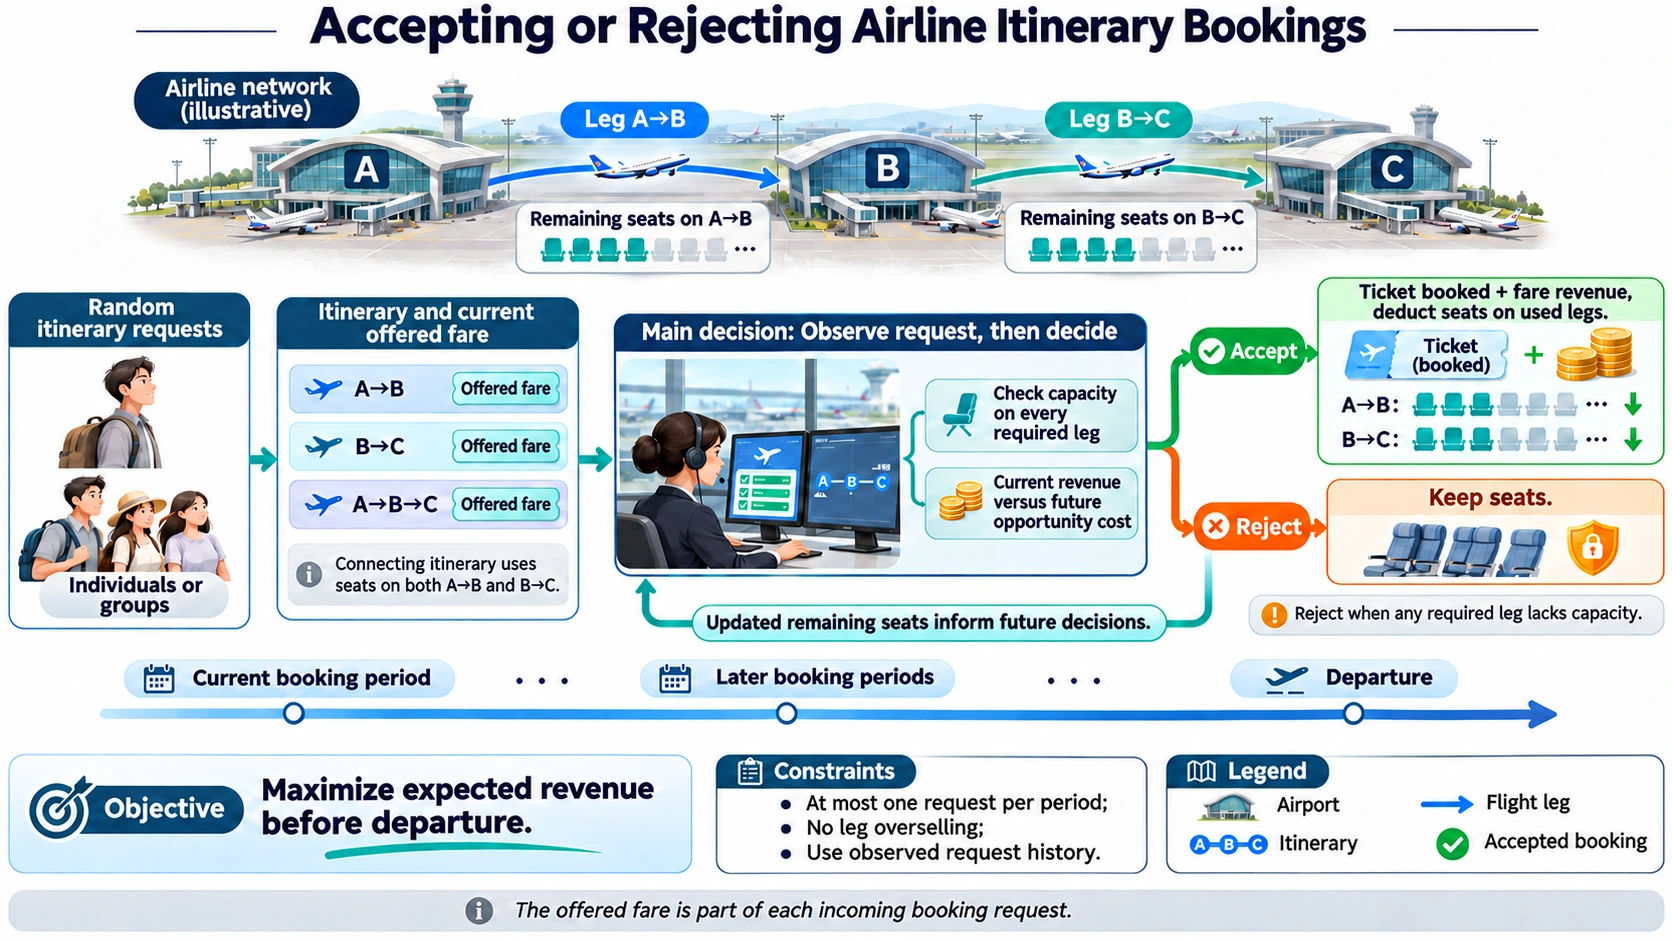 Accepting or Rejecting Airline Itinerary Bookings
Airline network
(illustrative)
Leg A→B
Leg B→C
A
B
C
Remaining seats on A→B
...
Remaining seats on B→C
...
Random
itinerary requests
Individuals or
groups
Itinerary and current
offered fare
A→B Offered fare
B→C Offered fare
A→B→C Offered fare
Connecting itinerary uses
seats on both A→B and B→C.
Main decision: Observe request, then decide
A B C
Check capacity
on every
required leg
Current revenue
versus future
opportunity cost
Accept
Reject
Ticket booked + fare revenue,
deduct seats on used legs.
Ticket
(booked)
+
A→B: ...
B→C: ...
Keep seats.
Reject when any required leg lacks capacity.
Updated remaining seats inform future decisions.
Current booking period
...
Later booking periods
...
Departure
Objective
Maximize expected revenue
before departure.
Constraints
• At most one request per period;
• No leg overselling;
• Use observed request history.
Legend
Airport
Flight leg
A B C Itinerary
Accepted booking
The offered fare is part of each incoming booking request.